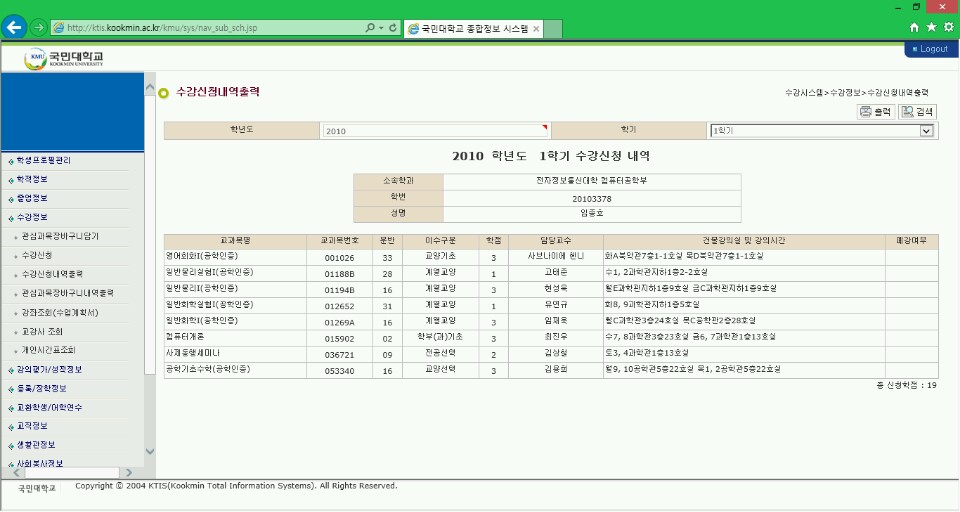 http://ktis.kookmin.ac.kr/kmu/sys/nav_sub_sch.jsp
국민대학교 종합정보 시스템
Logout
KMU 국민대학교
KOOKMIN UNIVERSITY
수강신청내역출력
수강시스템>수강정보>수강신청내역출력
출력 검색
학년도 2010 학기 1학기
2010 학년도 1학기 수강신청 내역
소속학과 전자정보통신대학 컴퓨터공학부
학번 20103378
성명 임종호
학생프로필관리
학적정보
졸업정보
수강정보
관심과목장바구니담기
수강신청
수강신청내역출력
관심과목장바구니내역출력
강좌조회(수업계획서)
교강사 조회
개인시간표조회
강의평가/성적정보
등록/장학정보
교환학생/어학연수
교직정보
생활관정보
사회봉사정보
교과목명 교과목번호 분반 이수구분 학점 담당교수 건물강의실 및 강의시간 폐강여부
영어회화I(공학인증) 001026 33 교양기초 3 사보나미에 헨니 화A북악관7층1-1호실 목D북악관7층1-1호실
일반물리실험I(공학인증) 01188B 28 계열교양 1 고태준 수1, 2과학관지하1층2-2호실
일반물리I(공학인증) 01194B 16 계열교양 3 현성욱 월E과학관지하1층9호실 금C과학관지하1층9호실
일반화학실험I(공학인증) 012652 31 계열교양 1 유연규 화8, 9과학관지하1층5호실
일반화학I(공학인증) 01269A 16 계열교양 3 임재욱 월C과학관3층24호실 목C공학관2층28호실
컴퓨터개론 015902 02 학부(과)기초 3 최진우 수7, 8과학관3층23호실 금6, 7과학관1층13호실
사제동행세미나 036721 09 전공선택 2 김상철 토3, 4과학관1층13호실
공학기초수학(공학인증) 053340 16 교양선택 3 김용희 월9, 10공학관5층22호실 목1, 2공학관5층22호실
총 신청학점 : 19
국민대학교 Copyright © 2004 KTIS(Kookmin Total Information Systems). All Rights Reserved.